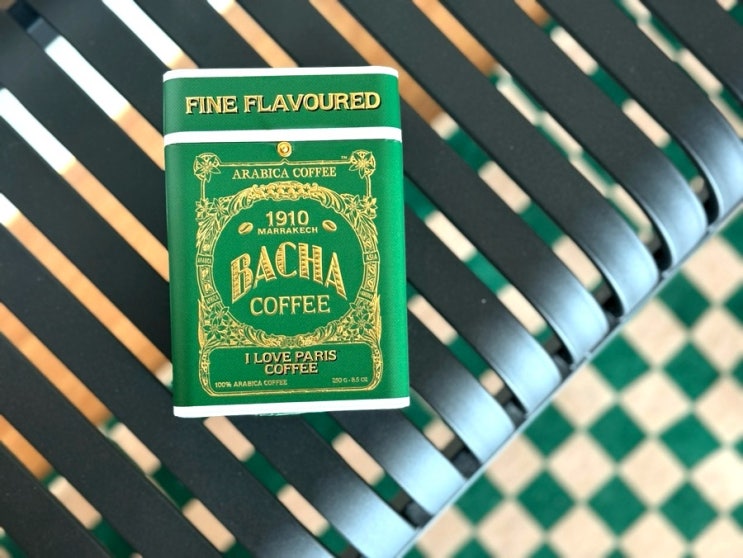 FINE FLAVOURED
ARABICA COFFEE
1910
MARRAKECH
BACHA
COFFEE
I LOVE PARIS
COFFEE
100% ARABICA COFFEE
250 G - 8.8 OZ